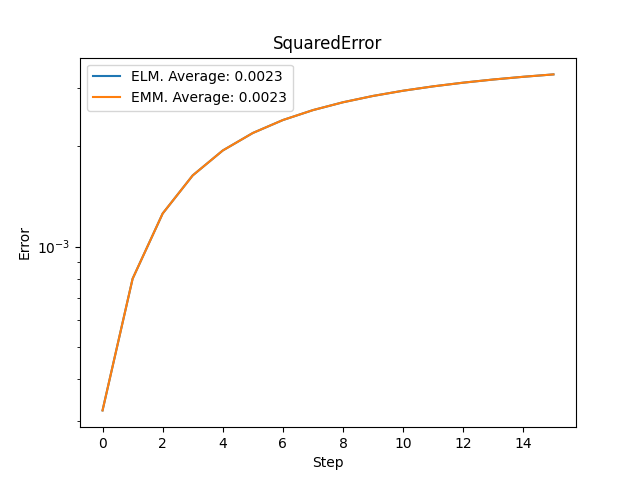 SquaredError
ELM. Average: 0.0023
EMM. Average: 0.0023
Error
10⁻³
0 2 4 6 8 10 12 14
Step